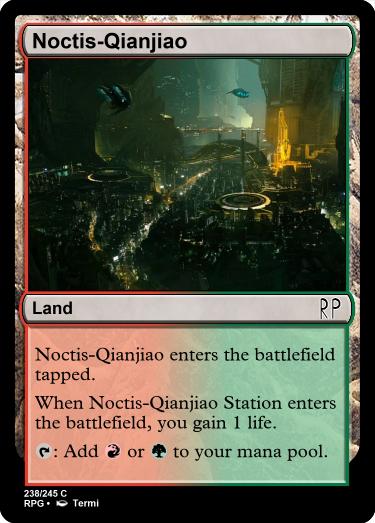 Noctis-Qianjiao
Land
RP
Noctis-Qianjiao enters the battlefield
tapped.
When Noctis-Qianjiao Station enters
the battlefield, you gain 1 life.
: Add or to your mana pool.
238/245 C
RPG • Termi